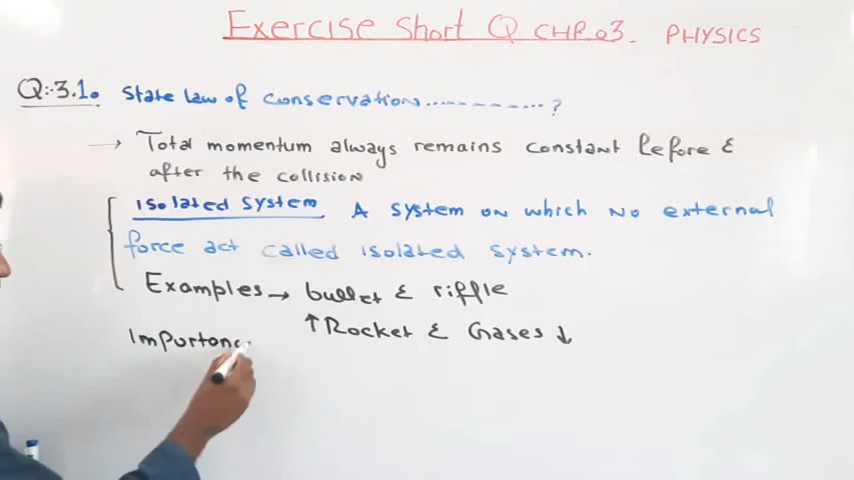 Exercise Short Q CHP.03. PHYSICS
Q:3.1. State law of conservation..............?
→ Total momentum always remains constant before & after the collision
isolated system A system on which No external force act called isolated system.
Examples → bullet & riffle
↑Rocket & Gases ↓
Importanc